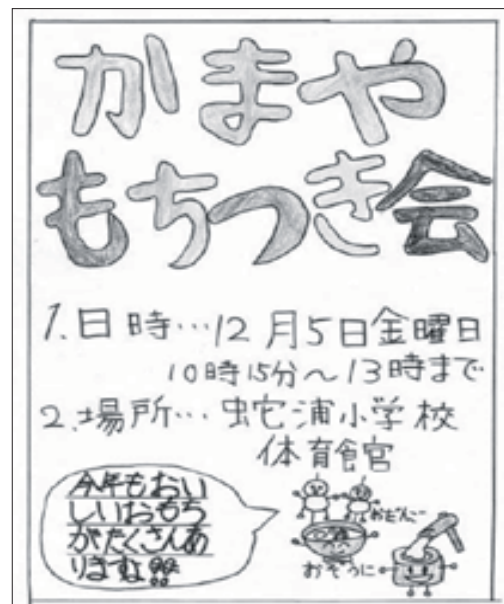 かまや
もちつき会
1.日時…12月5日金曜日
10時15分～13時まで
2.場所…蛇浦小学校
体育館
今年もおい
しいおもち
がたくさんあ
りますよ!!
おだんご
おぞうに